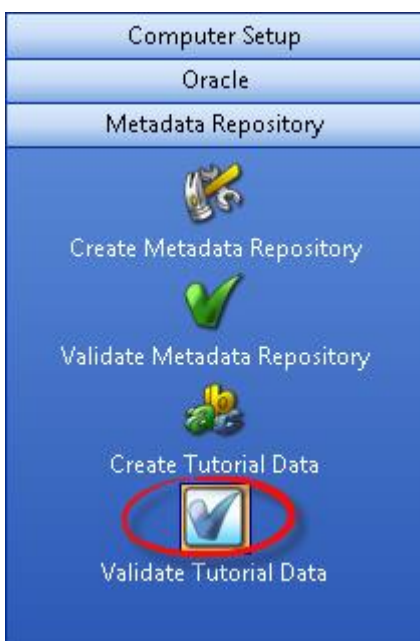 Computer Setup
Oracle
Metadata Repository
Create Metadata Repository
Validate Metadata Repository
Create Tutorial Data
Validate Tutorial Data